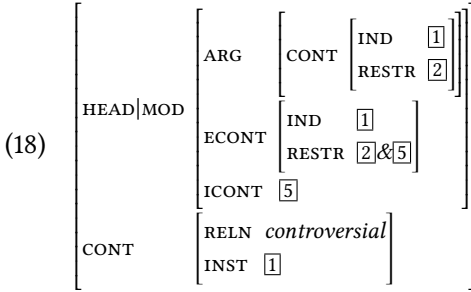 IND 1
ARG CONT
RESTR 2
HEAD|MOD
IND 1
ECONT
RESTR 2&5
(18)
ICONT 5
RELN controversial
CONT
INST 1